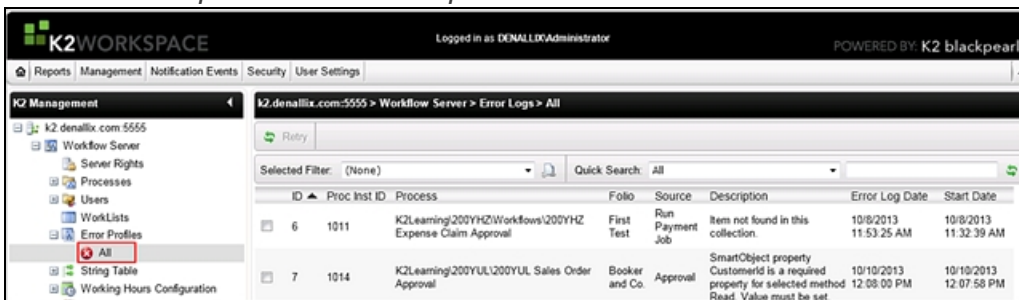 K2WORKSPACE
Logged in as DENALLIX\Administrator
POWERED BY: K2 blackpearl
Reports Management Notification Events Security User Settings
K2 Management
k2.denallix.com:5555 > Workflow Server > Error Logs > All
k2.denallix.com:5555
Workflow Server
Server Rights
Processes
Users
WorkLists
Error Profiles
All
String Table
Working Hours Configuration
Retry
Selected Filter: (None) Quick Search: All
ID Proc Inst ID Process Folio Source Description Error Log Date Start Date
6 1011 K2Learning\200YHZ\Workflows\200YHZ Expense Claim Approval First Test Run Payment Job Item not found in this collection. 10/8/2013 11:53:25 AM 10/8/2013 11:32:39 AM
7 1014 K2Learning\200YUL\200YUL Sales Order Approval Booker and Co. Approval SmartObject property CustomerId is a required property for selected method Read. Value must be set 10/10/2013 12:08:00 PM 10/10/2013 12:07:58 PM